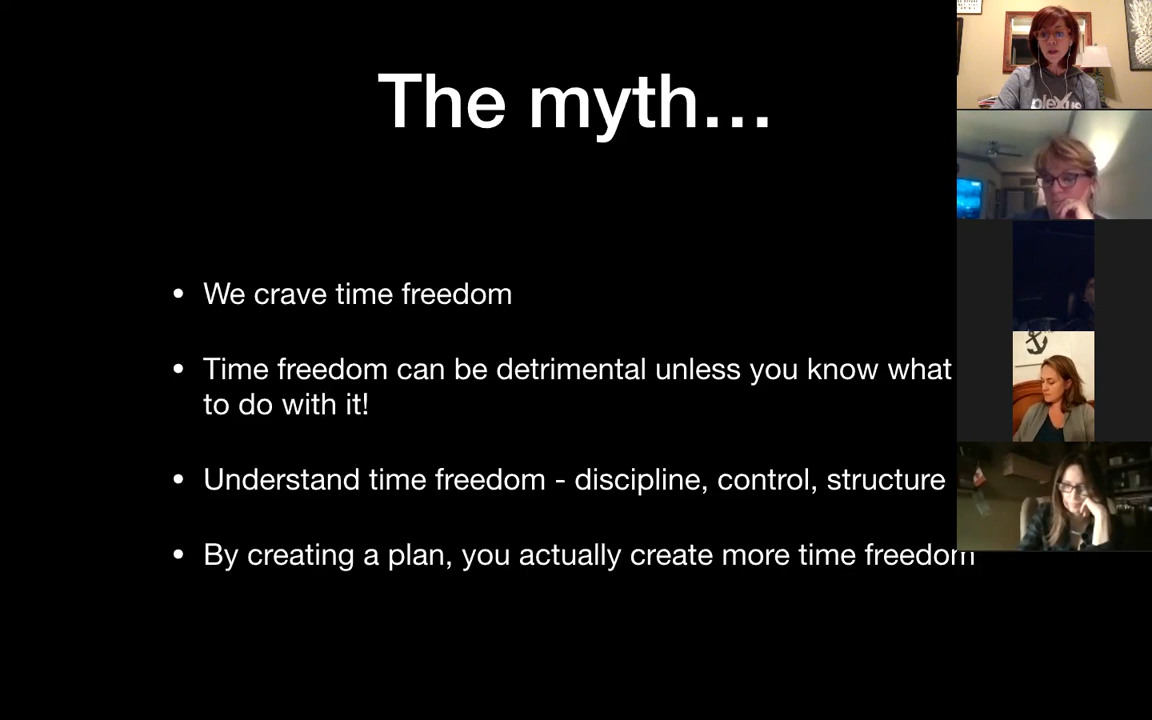 The myth...
• We crave time freedom
• Time freedom can be detrimental unless you know what
to do with it!
• Understand time freedom - discipline, control, structure
• By creating a plan, you actually create more time freedom
plexus